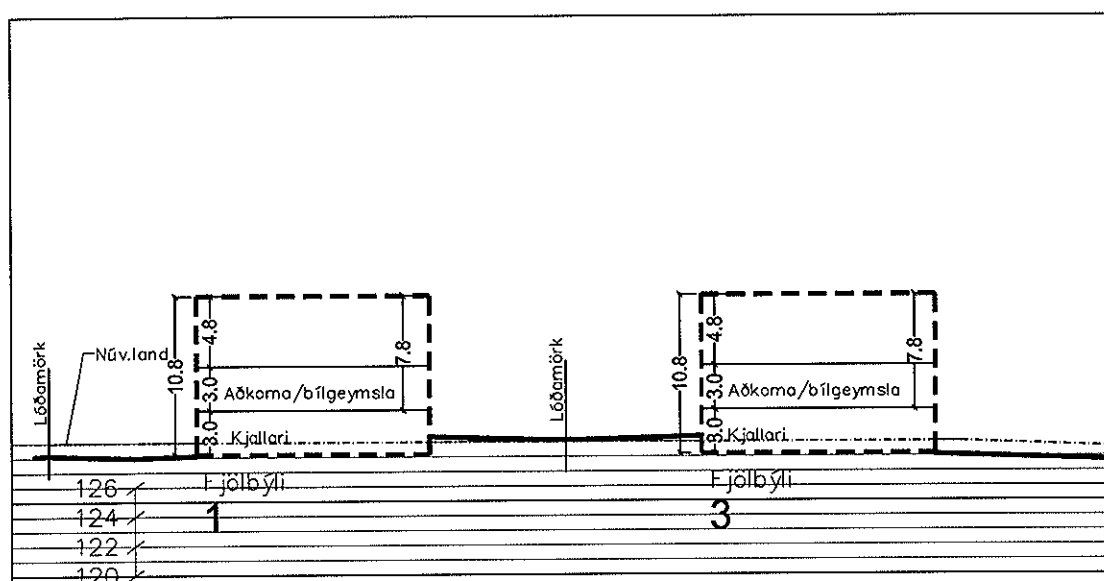 Lóðamörk
Núv.land
10.8
4.8
3.0
3.0
7.8
Aðkoma/bílgeymsla
Kjallari
Lóðamörk
10.8
4.8
3.0
3.0
7.8
Aðkoma/bílgeymsla
Kjallari
Fjölbýli
1
Fjölbýli
3
126
124
122
120